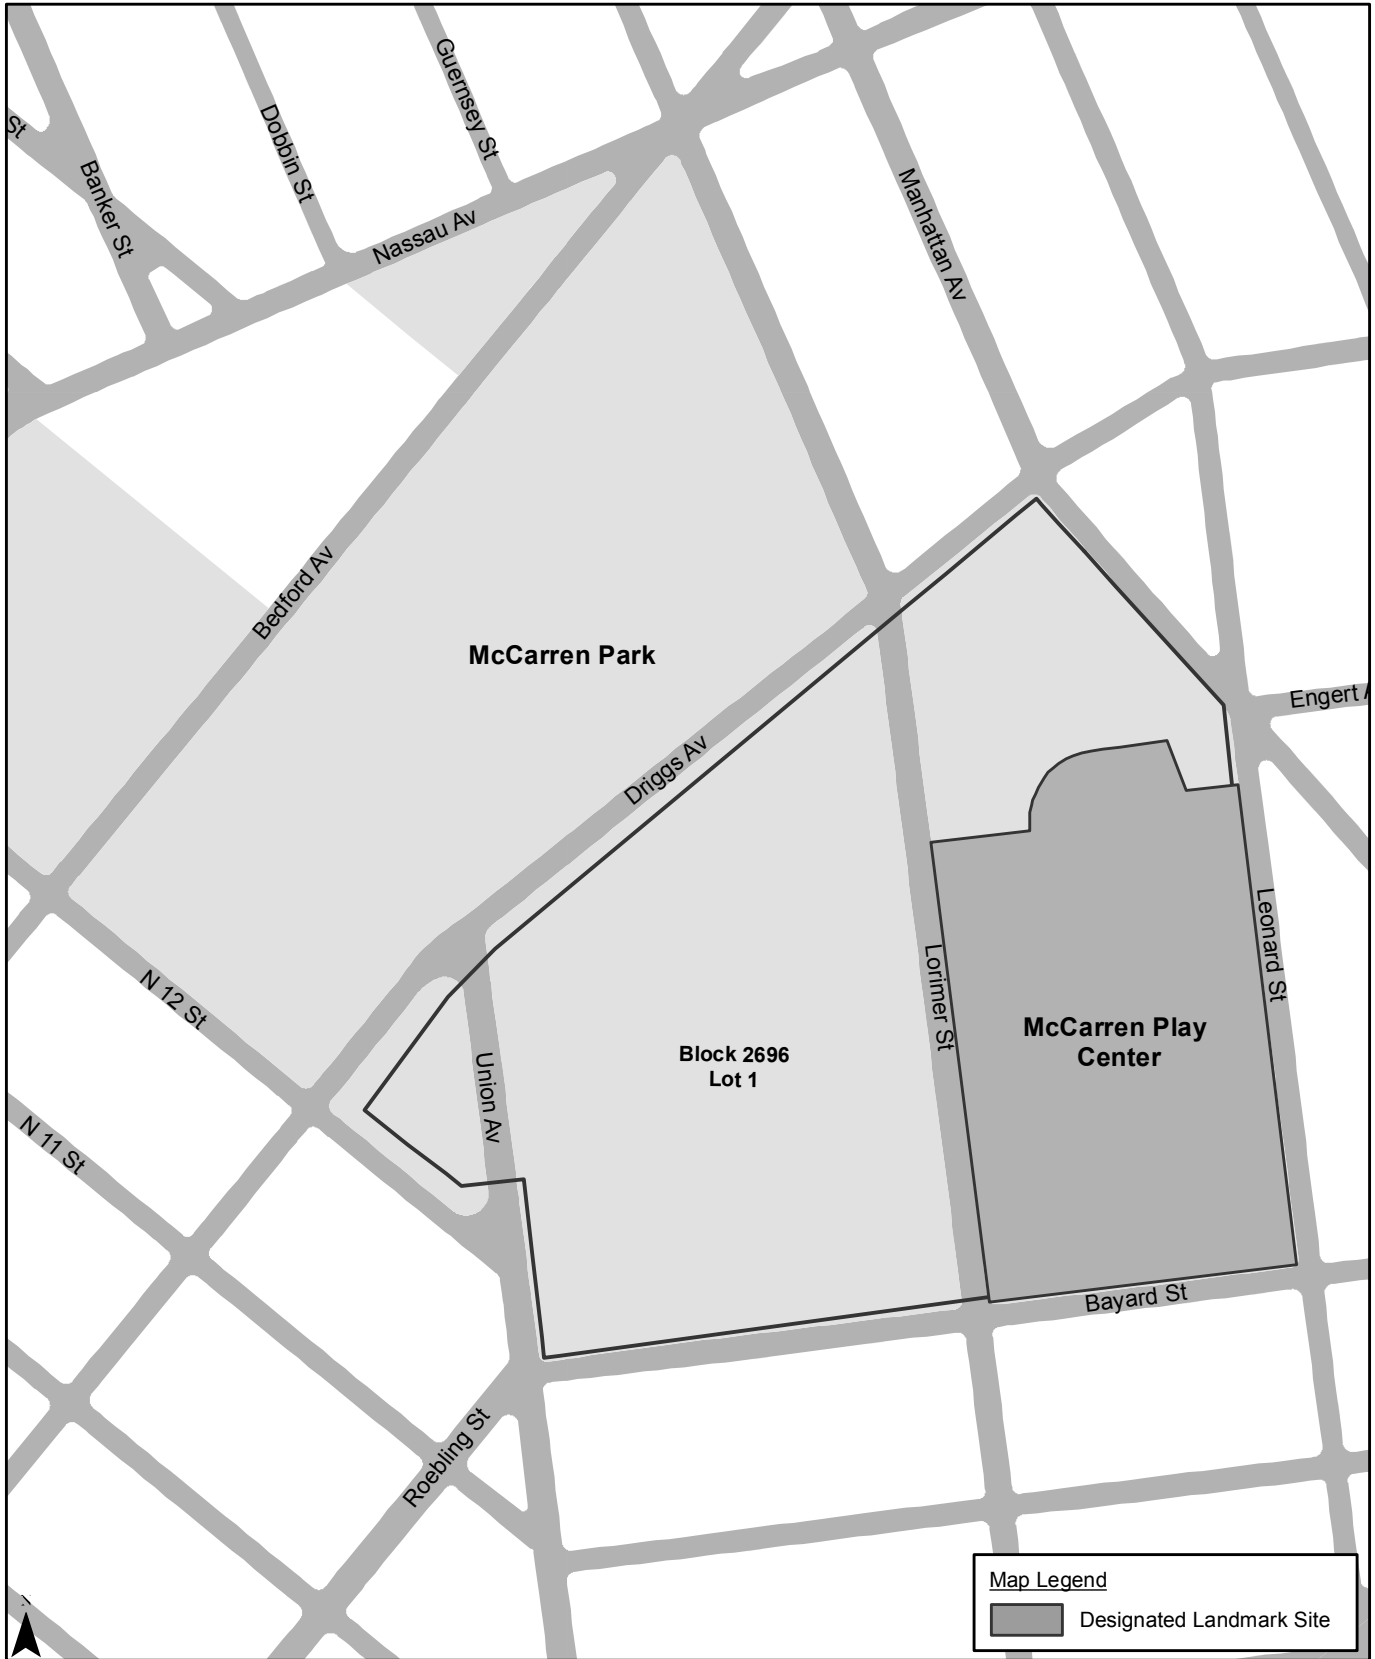 Guernsey St
Dobbin St
St
Banker St
Nassau Av
Manhattan Av
Bedford Av
McCarren Park
Engert A
Driggs Av
Leonard St
Lorimer St
N 12 St
McCarren Play
Center
Block 2696
Lot 1
Union Av
N 11 St
Bayard St
Roebling St
Map Legend
Designated Landmark Site
N